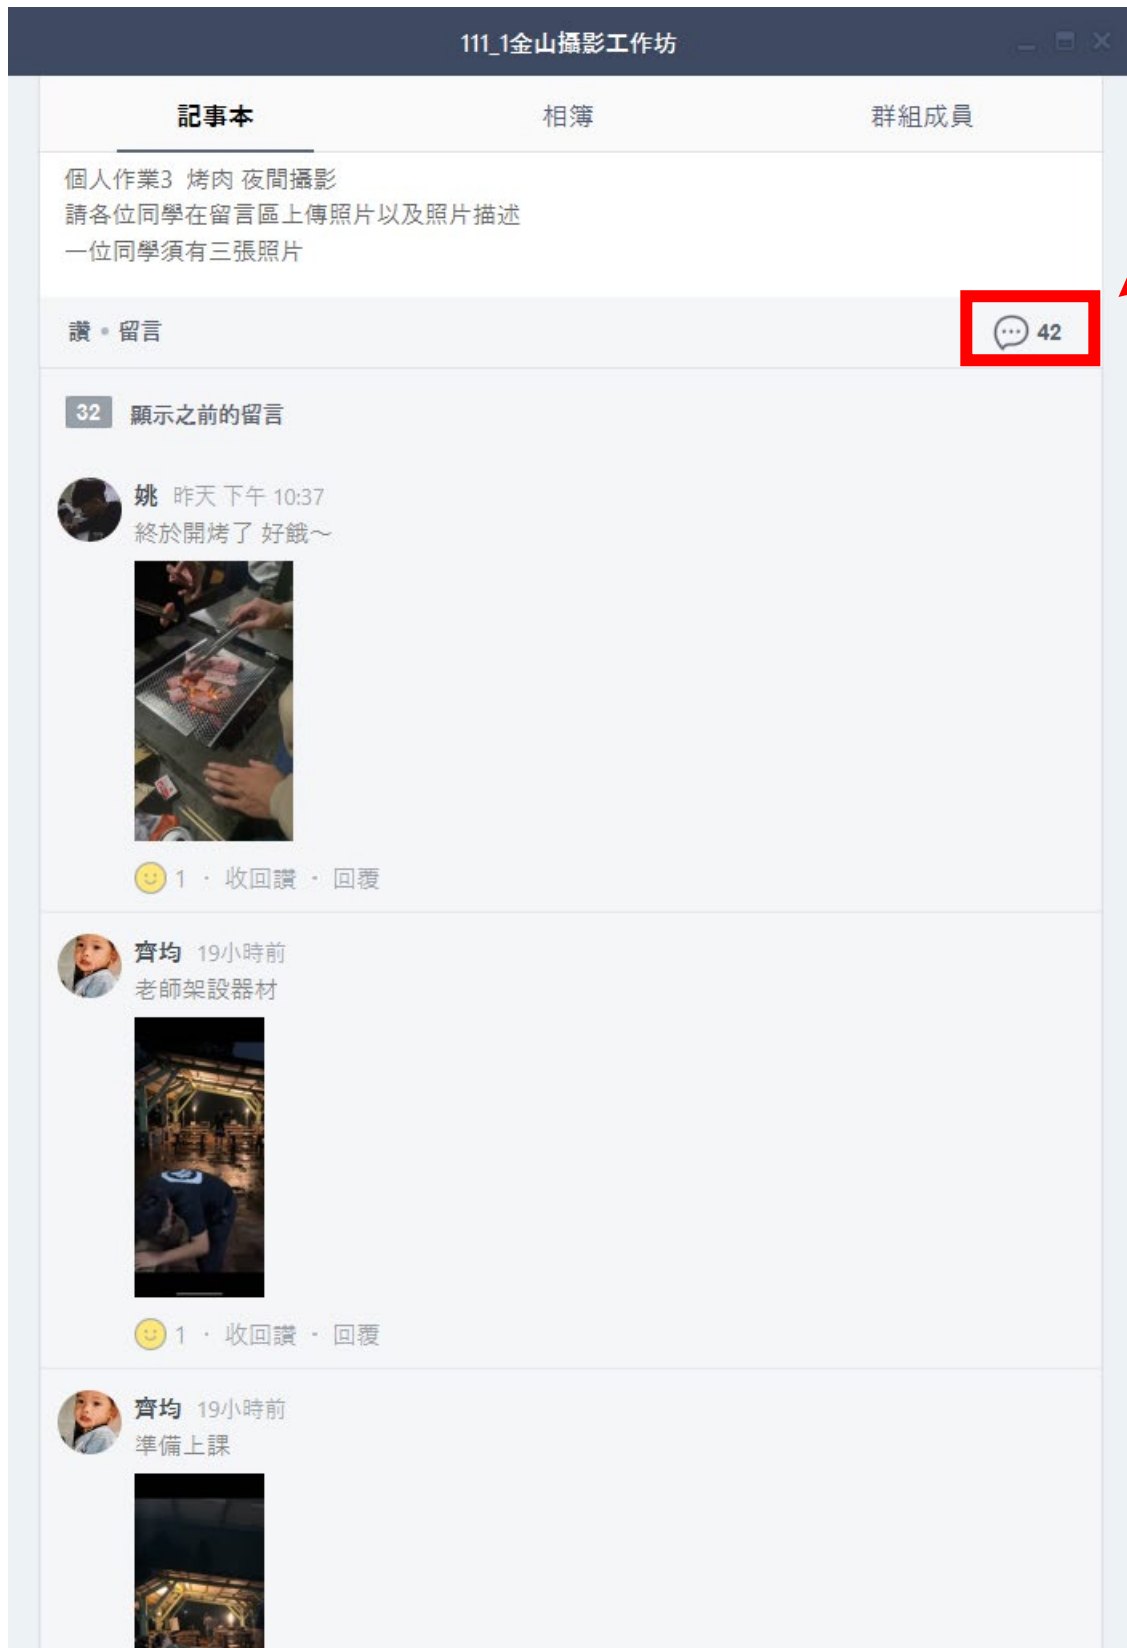 111_1金山攝影工作坊
記事本 相簿 群組成員
個人作業3 烤肉 夜間攝影
請各位同學在留言區上傳照片以及照片描述
一位同學須有三張照片
讚 • 留言 42
32 顯示之前的留言
姚 昨天 下午 10:37
終於開烤了 好餓～
1 · 收回讚 · 回覆
齊均 19小時前
老師架設器材
1 · 收回讚 · 回覆
齊均 19小時前
準備上課